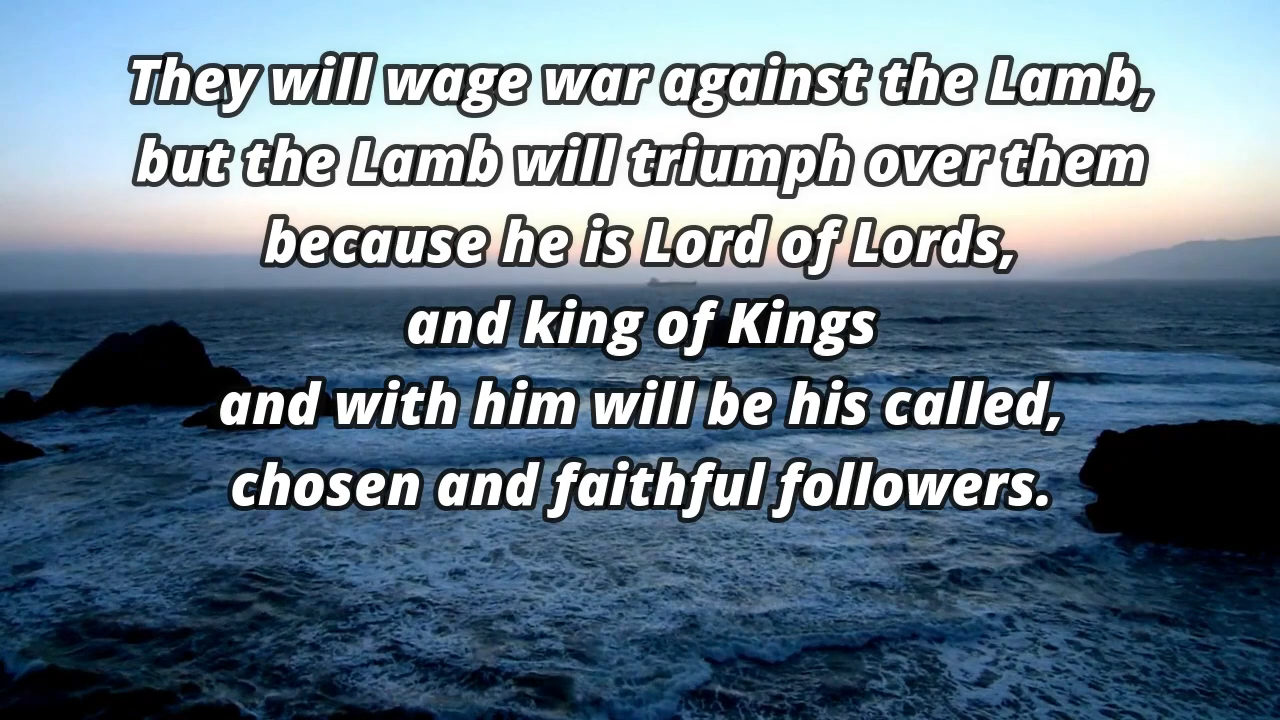 They will wage war against the Lamb,
but the Lamb will triumph over them
because he is Lord of Lords,
and king of Kings
and with him will be his called,
chosen and faithful followers.